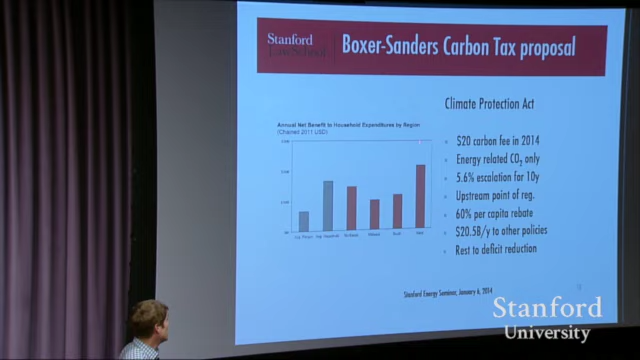 Stanford
Law School
Boxer-Sanders Carbon Tax proposal
Climate Protection Act
Annual Net Benefit to Household Expenditures by Region
(Chained 2011 USD)
$20 carbon fee in 2014
Energy related CO2 only
5.6% escalation for 10y
Upstream point of reg.
60% per capita rebate
$20.5B/y to other policies
Rest to deficit reduction
Stanford Energy Seminar, January 6, 2014
Stanford
University